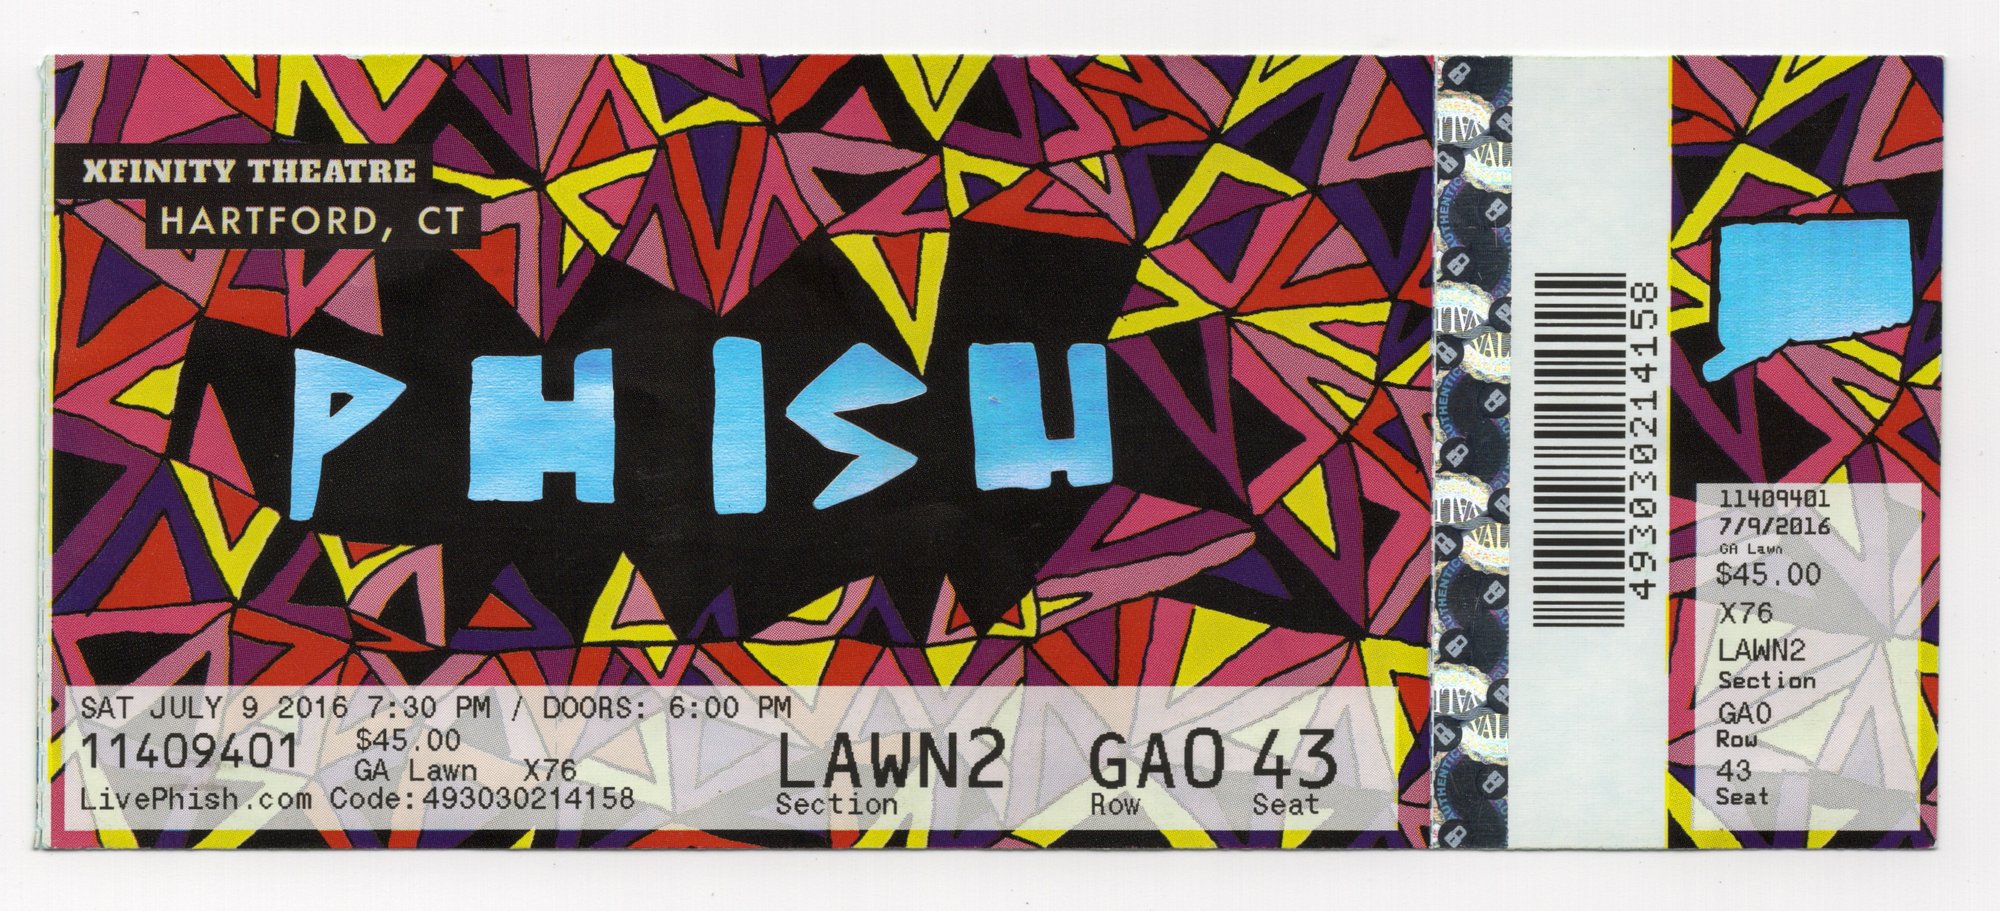 XFINITY THEATRE
HARTFORD, CT
PHISH
SAT JULY 9 2016 7:30 PM / DOORS: 6:00 PM
11409401
$45.00
GA Lawn X76
LivePhish.com Code:493030214158
LAWN2 GAO 43
Section Row Seat
VALID
AUTHENTIC
493030214158
11409401
7/9/2016
GA Lawn
$45.00
X76
LAWN2
Section
GAO
Row
43
Seat